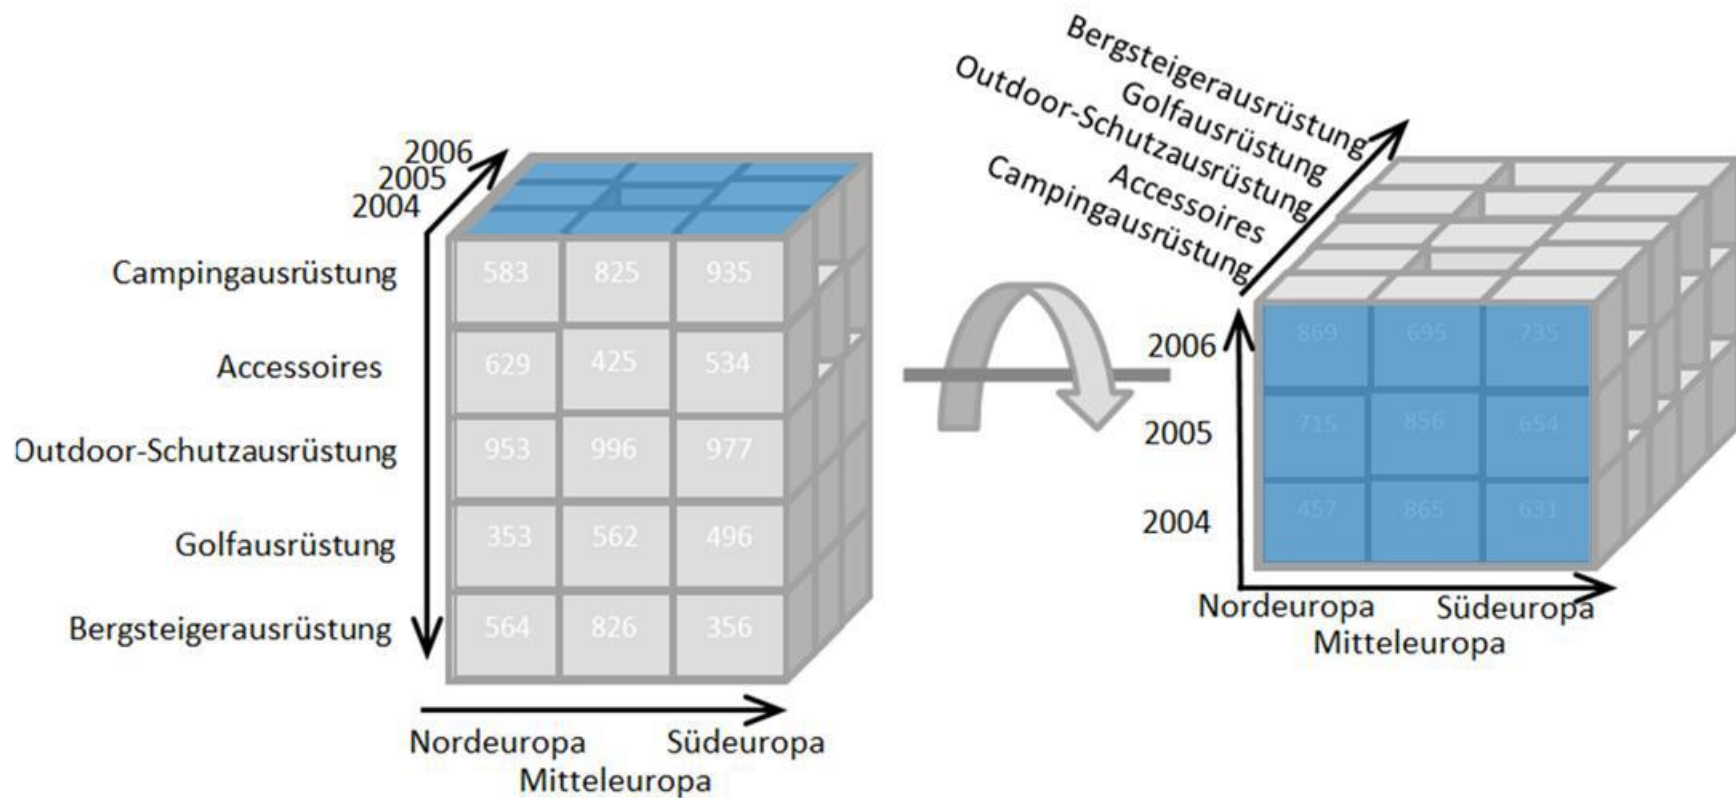 2006
2005
2004
Campingausrüstung
583 825 935
Accessoires
629 425 534
Outdoor-Schutzausrüstung
953 996 977
Golfausrüstung
353 562 496
Bergsteigerausrüstung
564 826 356
Nordeuropa Südeuropa
Mitteleuropa
Bergsteigerausrüstung
Golfausrüstung
Outdoor-Schutzausrüstung
Accessoires
Campingausrüstung
2006
869 695 735
2005
715 856 654
2004
457 865 631
Nordeuropa Südeuropa
Mitteleuropa